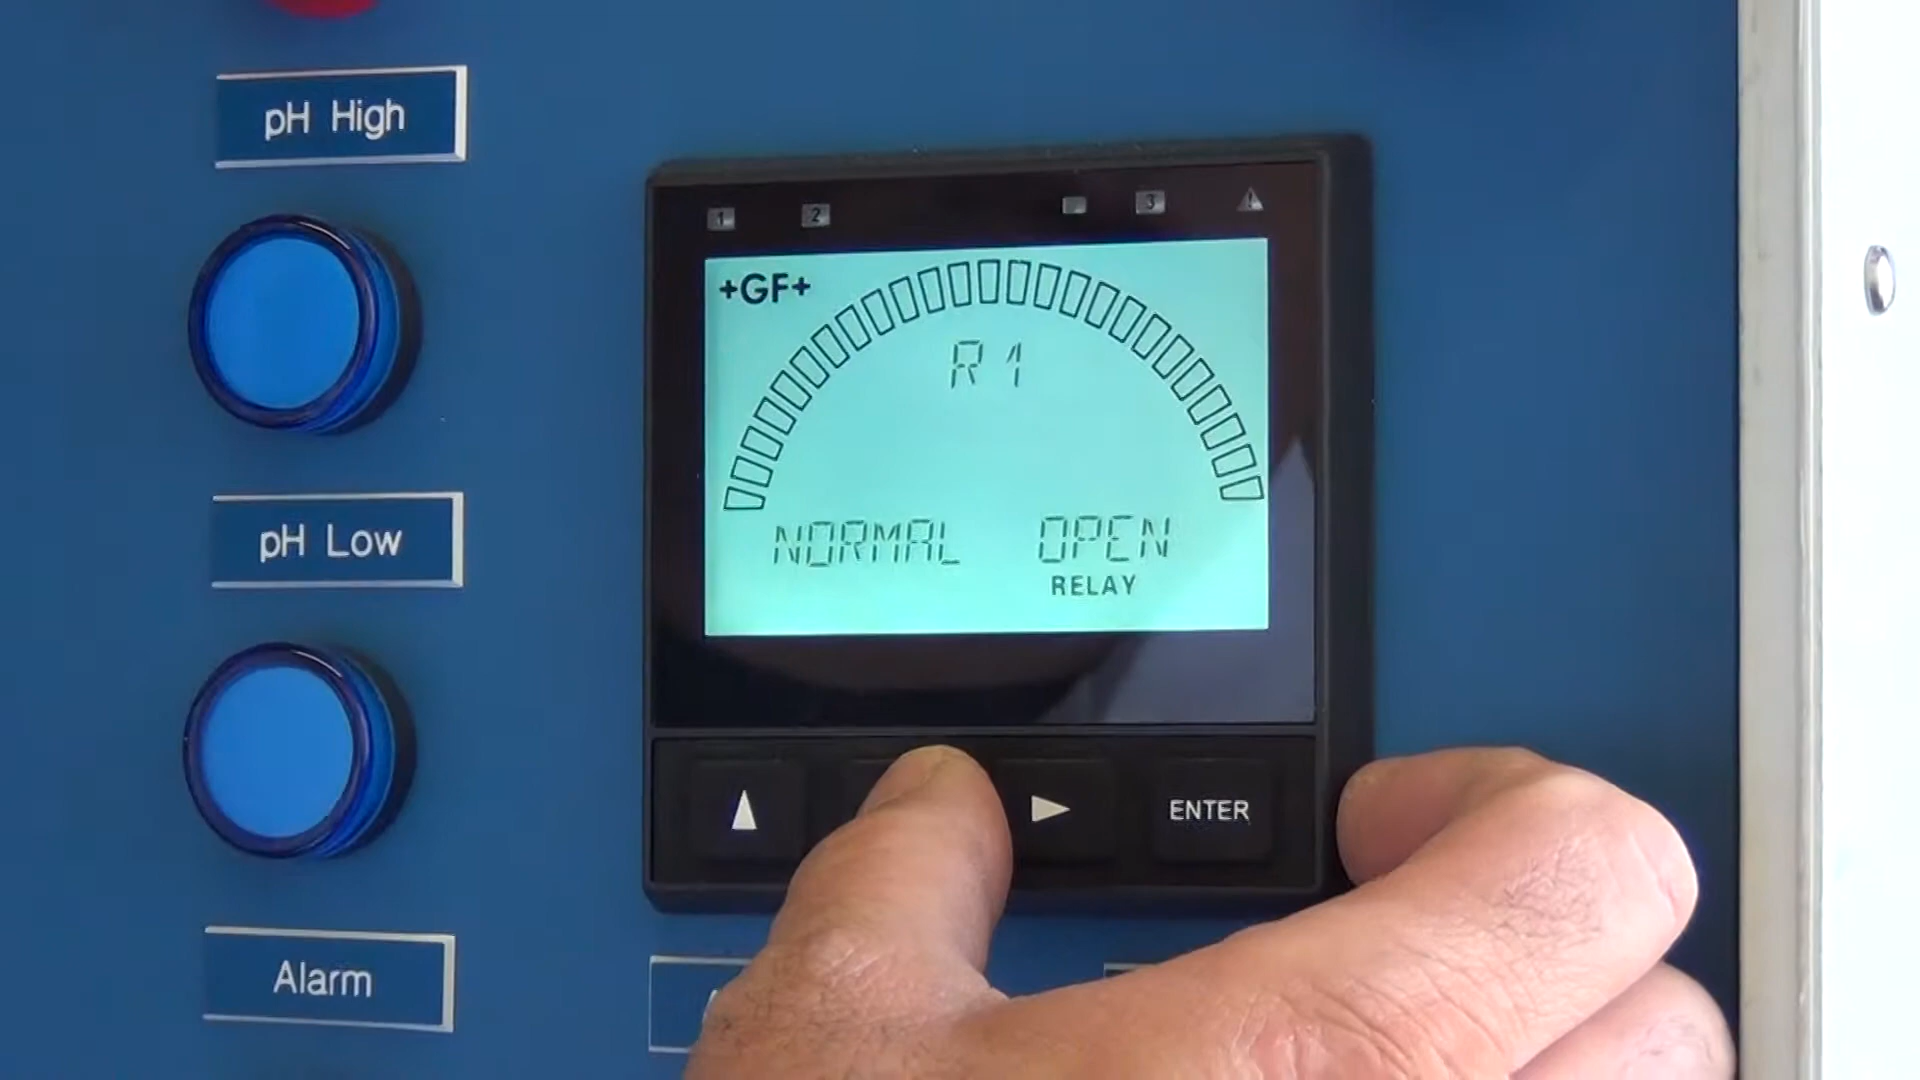 pH High
pH Low
Alarm
1 2 3
+GF+
R1
NORMAL OPEN
RELAY
ENTER